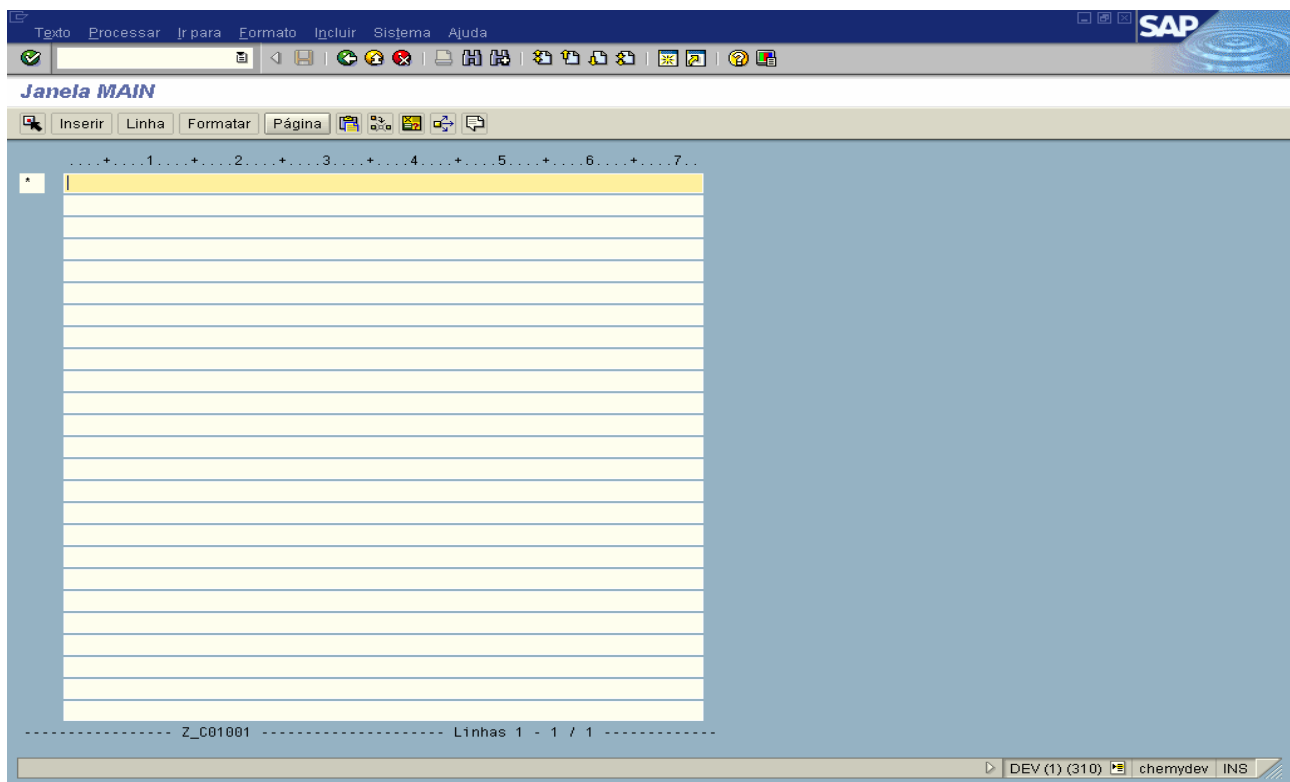 Texto Processar Ir para Formato Incluir Sistema Ajuda
SAP
Janela MAIN
Inserir Linha Formatar Página
....+....1....+....2....+....3....+....4....+....5....+....6....+....7..
*
----------------- Z_C01001 --------------------- Linhas 1 - 1 / 1 -------------
DEV (1) (310) chemydev INS